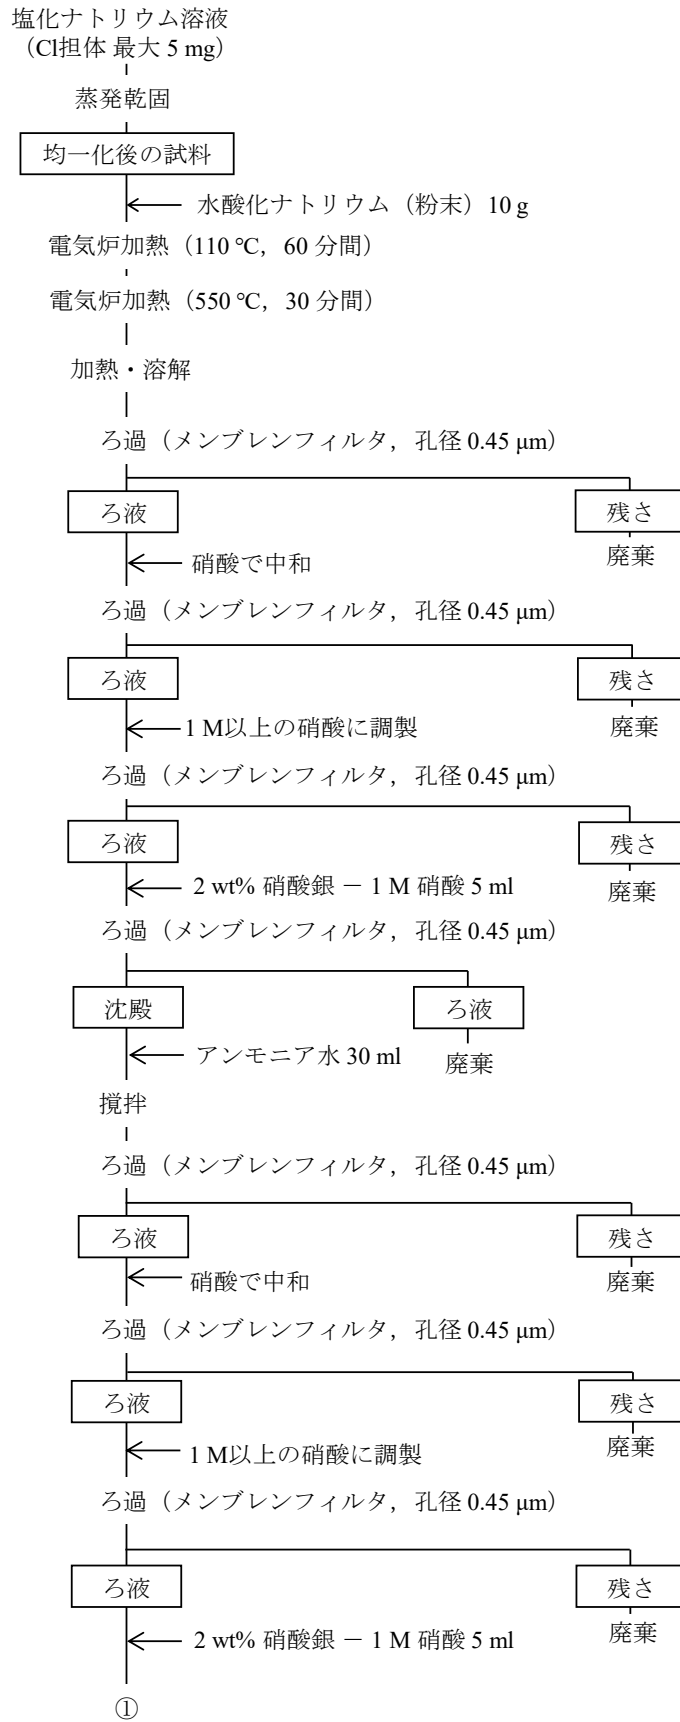 塩化ナトリウム溶液
（Cl担体 最大 5 mg）
蒸発乾固
均一化後の試料
水酸化ナトリウム（粉末）10 g
電気炉加熱（110 ℃，60 分間）
電気炉加熱（550 ℃，30 分間）
加熱・溶解
ろ過（メンブレンフィルタ，孔径 0.45 μm）
ろ液
残さ
廃棄
硝酸で中和
ろ過（メンブレンフィルタ，孔径 0.45 μm）
ろ液
残さ
廃棄
1 M以上の硝酸に調製
ろ過（メンブレンフィルタ，孔径 0.45 μm）
ろ液
残さ
廃棄
2 wt% 硝酸銀 － 1 M 硝酸 5 ml
ろ過（メンブレンフィルタ，孔径 0.45 μm）
沈殿
ろ液
廃棄
アンモニア水 30 ml
撹拌
ろ過（メンブレンフィルタ，孔径 0.45 μm）
ろ液
残さ
廃棄
硝酸で中和
ろ過（メンブレンフィルタ，孔径 0.45 μm）
ろ液
残さ
廃棄
1 M以上の硝酸に調製
ろ過（メンブレンフィルタ，孔径 0.45 μm）
ろ液
残さ
廃棄
2 wt% 硝酸銀 － 1 M 硝酸 5 ml
①